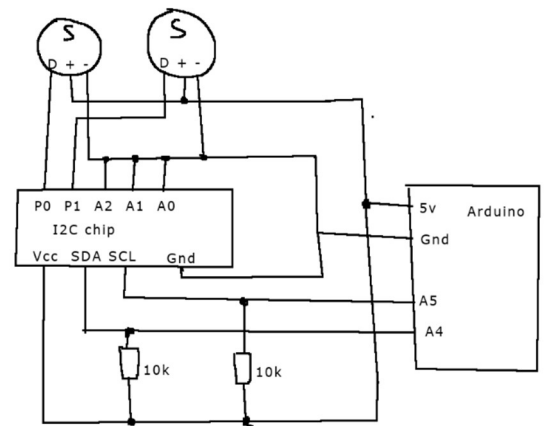 S
S
D + -
D + -
P0 P1 A2 A1 A0
I2C chip
Vcc SDA SCL Gnd
5v
Arduino
Gnd
A5
A4
10k
10k